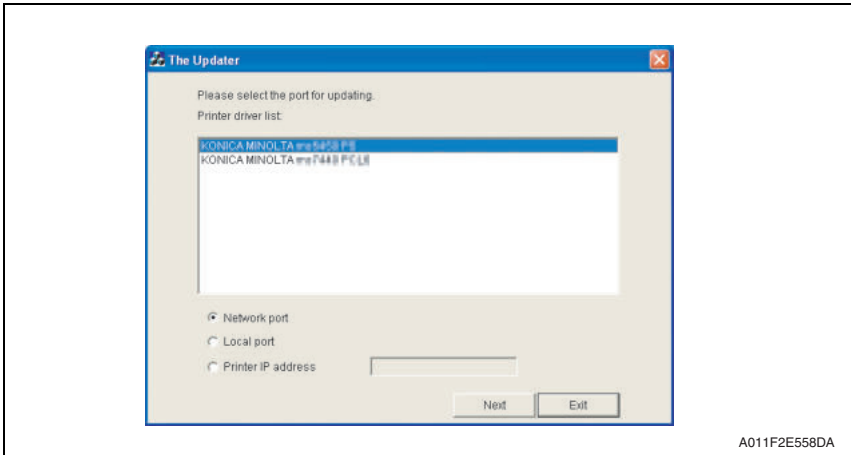 The Updater
Please select the port for updating.
Printer driver list:
KONICA MINOLTA
KONICA MINOLTA
Network port
Local port
Printer IP address
Next Exit
A011F2E558DA